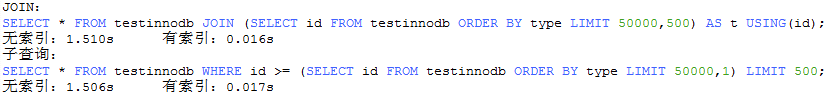 JOIN:
SELECT * FROM testinnodb JOIN (SELECT id FROM testinnodb ORDER BY type LIMIT 50000,500) AS t USING(id);
无索引：1.510s 有索引：0.016s
子查询：
SELECT * FROM testinnodb WHERE id >= (SELECT id FROM testinnodb ORDER BY type LIMIT 50000,1) LIMIT 500;
无索引：1.506s 有索引：0.017s